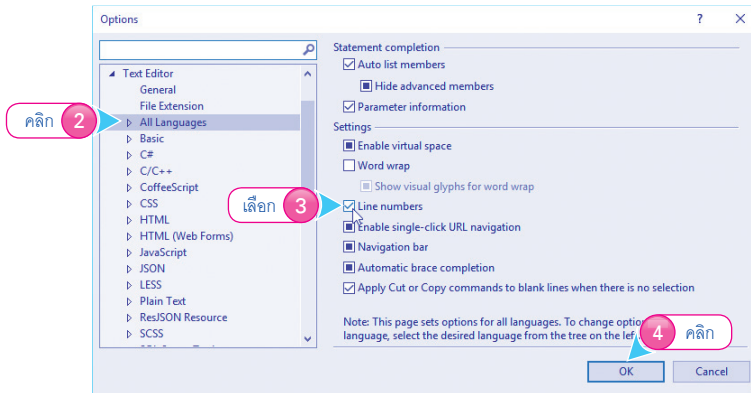 Options
? X
Text Editor
General
File Extension
All Languages
Basic
C#
C/C++
CoffeeScript
CSS
HTML
HTML (Web Forms)
JavaScript
JSON
LESS
Plain Text
ResJSON Resource
SCSS
คลิก 2
Statement completion
Auto list members
Hide advanced members
Parameter information
Settings
Enable virtual space
Word wrap
Show visual glyphs for word wrap
เลือก 3
Line numbers
Enable single-click URL navigation
Navigation bar
Automatic brace completion
Apply Cut or Copy commands to blank lines when there is no selection
Note: This page sets options for all languages. To change
language, select the desired language from the tree on the
4 คลิก
OK
Cancel